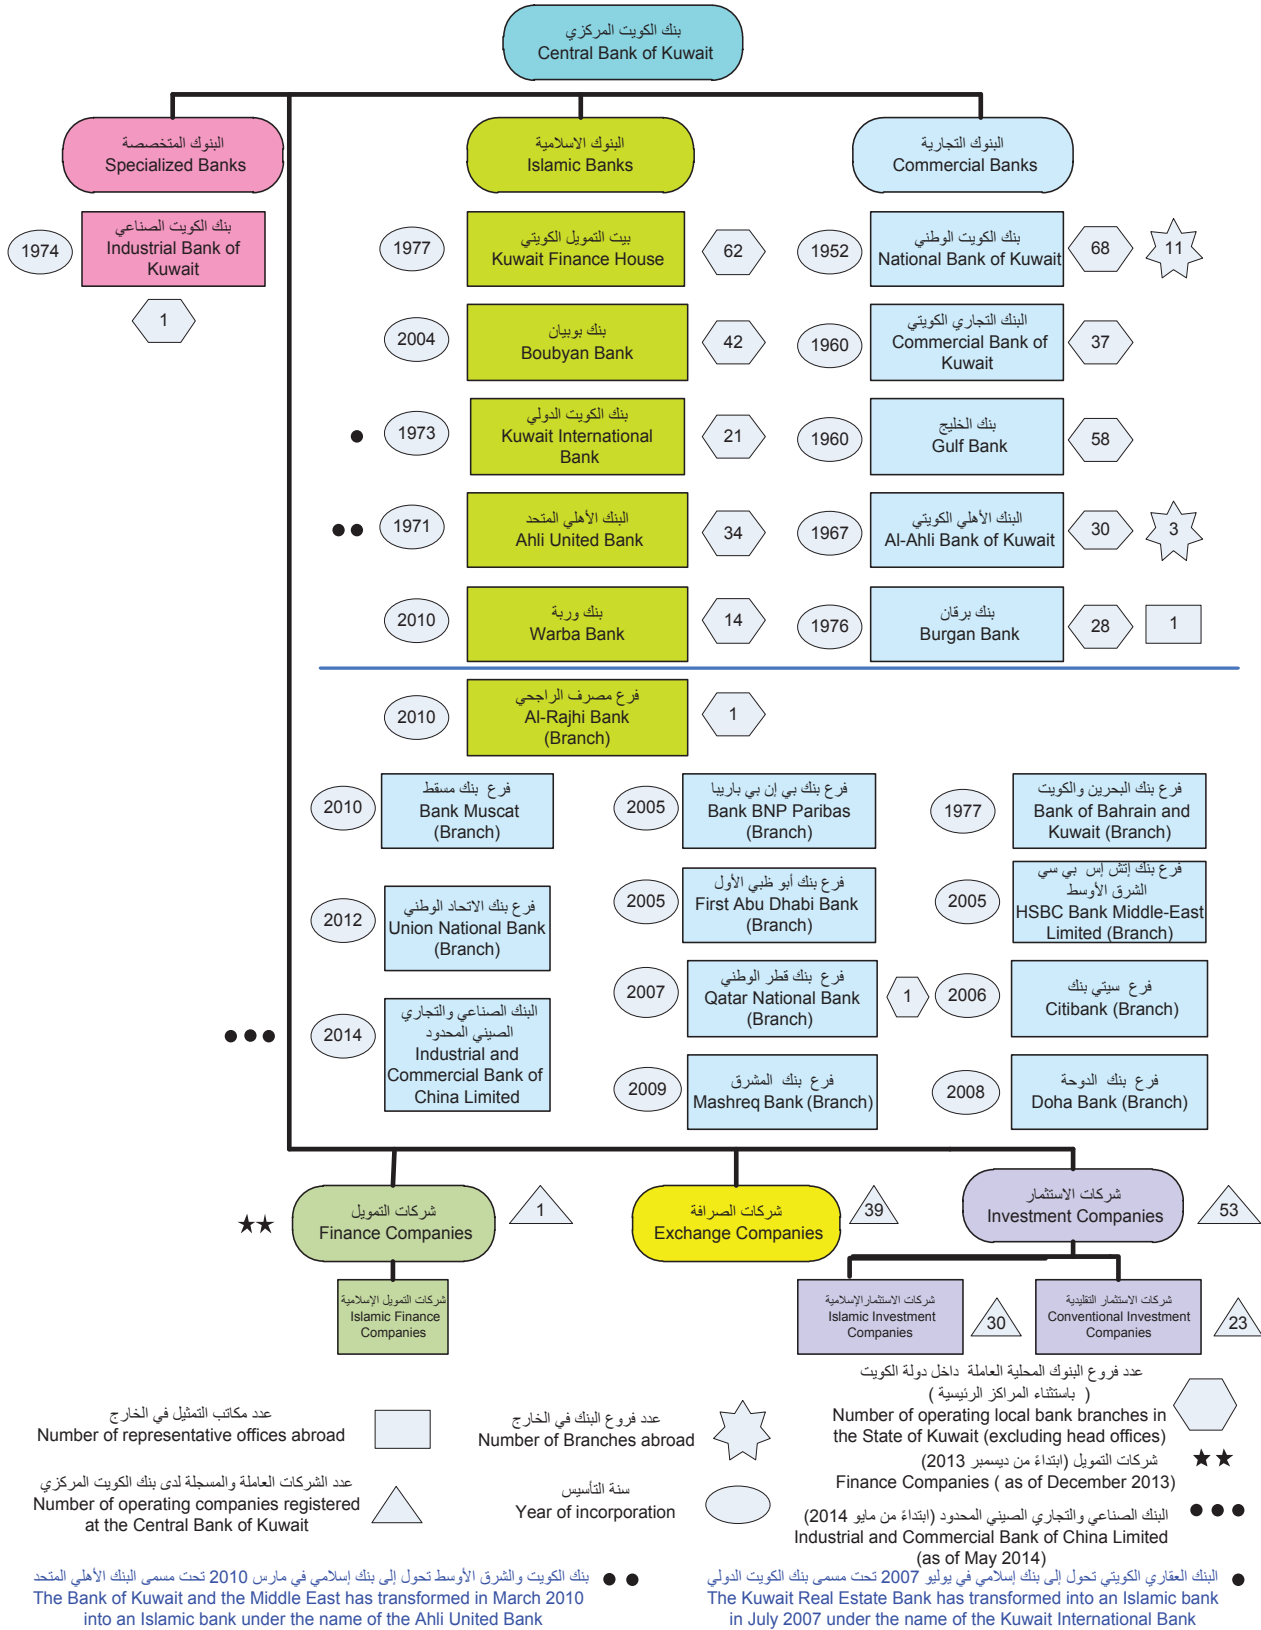 بنك الكويت المركزي
Central Bank of Kuwait
البنوك المتخصصة
Specialized Banks
البنوك الاسلامية
Islamic Banks
البنوك التجارية
Commercial Banks
1974
بنك الكويت الصناعي
Industrial Bank of
Kuwait
1
1977
بيت التمويل الكويتي
Kuwait Finance House
62
1952
بنك الكويت الوطني
National Bank of Kuwait
68
11
2004
بنك بوبيان
Boubyan Bank
42
1960
البنك التجاري الكويتي
Commercial Bank of
Kuwait
37
●
1973
بنك الكويت الدولي
Kuwait International
Bank
21
1960
بنك الخليج
Gulf Bank
58
●●
1971
البنك الأهلي المتحد
Ahli United Bank
34
1967
البنك الأهلي الكويتي
Al-Ahli Bank of Kuwait
30
3
2010
بنك وربة
Warba Bank
14
1976
بنك برقان
Burgan Bank
28
1
2010
فرع مصرف الراجحي
Al-Rajhi Bank
(Branch)
1
2010
فرع بنك مسقط
Bank Muscat
(Branch)
2005
فرع بنك بي إن بي باريبا
Bank BNP Paribas
(Branch)
1977
فرع بنك البحرين والكويت
Bank of Bahrain and
Kuwait (Branch)
2012
فرع بنك الاتحاد الوطني
Union National Bank
(Branch)
2005
فرع بنك أبو ظبي الأول
First Abu Dhabi Bank
(Branch)
2005
فرع بنك إتش إس بي سي
الشرق الأوسط
HSBC Bank Middle-East
Limited (Branch)
2007
فرع بنك قطر الوطني
Qatar National Bank
(Branch)
1
2006
فرع سيتي بنك
Citibank (Branch)
●●●
2014
البنك الصناعي والتجاري
الصيني المحدود
Industrial and
Commercial Bank of
China Limited
2009
فرع بنك المشرق
Mashreq Bank (Branch)
2008
فرع بنك الدوحة
Doha Bank (Branch)
★★
شركات التمويل
Finance Companies
1
شركات الصرافة
Exchange Companies
39
شركات الاستثمار
Investment Companies
53
شركات التمويل الإسلامية
Islamic Finance
Companies
شركات الاستثمار الإسلامية
Islamic Investment
Companies
30
شركات الاستثمار التقليدية
Conventional Investment
Companies
23
عدد مكاتب التمثيل في الخارج
Number of representative offices abroad
عدد فروع البنك في الخارج
Number of Branches abroad
عدد فروع البنوك المحلية العاملة داخل دولة الكويت
( باستثناء المراكز الرئيسية )
Number of operating local bank branches in
the State of Kuwait (excluding head offices)
عدد الشركات العاملة والمسجلة لدى بنك الكويت المركزي
Number of operating companies registered
at the Central Bank of Kuwait
سنة التأسيس
Year of incorporation
★★ شركات التمويل (ابتداءً من ديسمبر 2013)
Finance Companies ( as of December 2013)
●●● البنك الصناعي والتجاري الصيني المحدود (ابتداءً من مايو 2014)
Industrial and Commercial Bank of China Limited
(as of May 2014)
●● بنك الكويت والشرق الأوسط تحول إلى بنك إسلامي في مارس 2010 تحت مسمى البنك الأهلي المتحد
The Bank of Kuwait and the Middle East has transformed in March 2010
into an Islamic bank under the name of the Ahli United Bank
● البنك العقاري الكويتي تحول إلى بنك إسلامي في يوليو 2007 تحت مسمى بنك الكويت الدولي
The Kuwait Real Estate Bank has transformed into an Islamic bank
in July 2007 under the name of the Kuwait International Bank